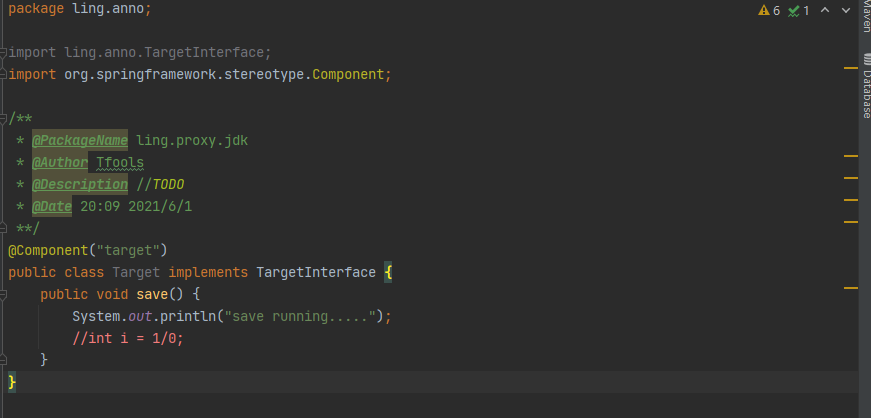 package ling.anno;
6 1
import ling.anno.TargetInterface;
import org.springframework.stereotype.Component;
/**
* @PackageName ling.proxy.jdk
* @Author Tfools
* @Description //TODO
* @Date 20:09 2021/6/1
**/
@Component("target")
public class Target implements TargetInterface {
public void save() {
System.out.println("save running.....");
//int i = 1/0;
}
}
Maven
Database